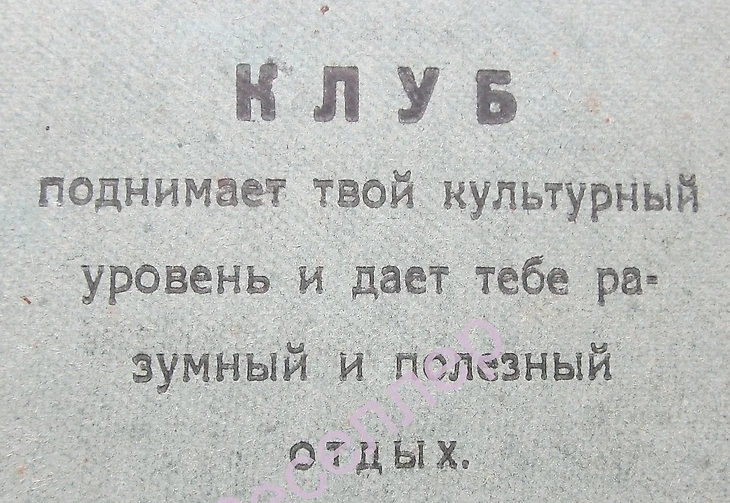 КЛУБ
поднимает твой культурный
уровень и дает тебе ра-
зумный и полезный
отдых.